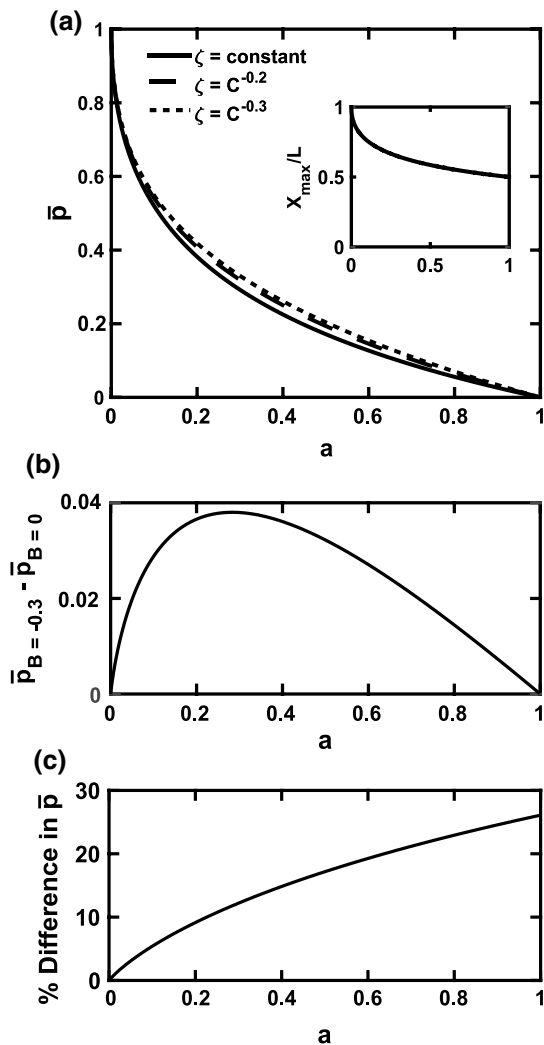 (a)
1
0.8
0.6
0.4
0.2
0
p̅
ζ = constant
ζ = C^-0.2
ζ = C^-0.3
1
0.5
0
X_max/L
0 0.5 1
0 0.2 0.4 0.6 0.8 1
a
(b)
0.04
0.02
0
p̅_B = -0.3 - p̅_B = 0
0 0.2 0.4 0.6 0.8 1
a
(c)
30
20
10
0
% Difference in p̅
0 0.2 0.4 0.6 0.8 1
a